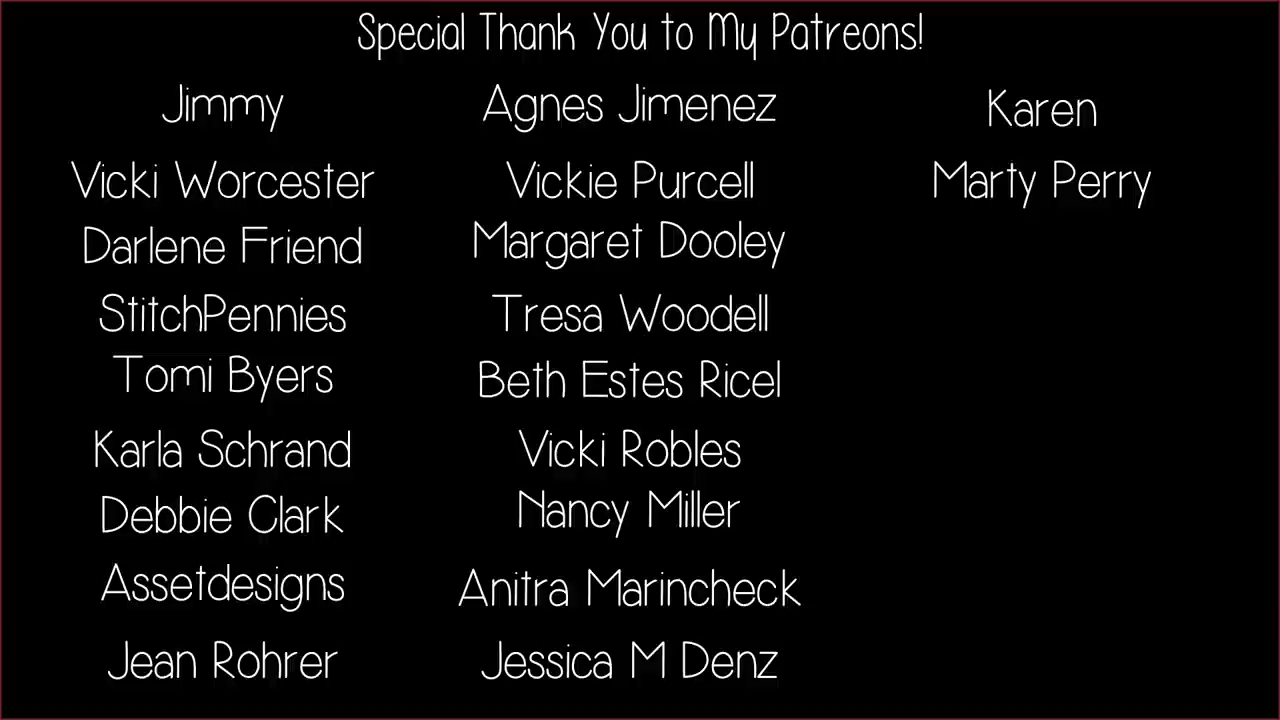 Special Thank You to My Patreons!
Jimmy
Vicki Worcester
Darlene Friend
StitchPennies
Tomi Byers
Karla Schrand
Debbie Clark
Assetdesigns
Jean Rohrer
Agnes Jimenez
Vickie Purcell
Margaret Dooley
Tresa Woodell
Beth Estes Ricel
Vicki Robles
Nancy Miller
Anitra Marincheck
Jessica M Denz
Karen
Marty Perry